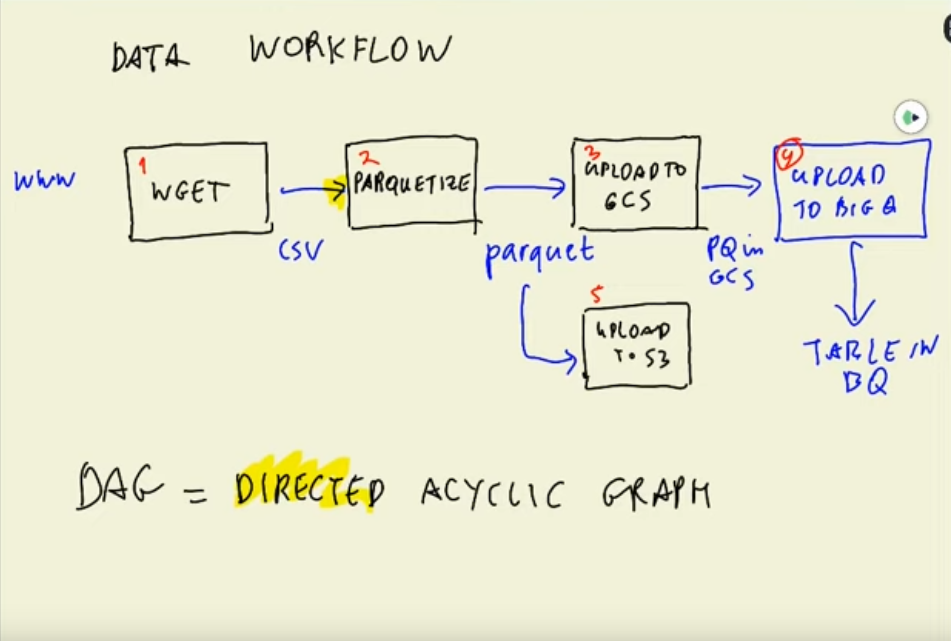 DATA WORKFLOW
www
1
WGET
CSV
2
PARQUETIZE
parquet
3
UPLOAD TO
GCS
PQ in
GCS
4
UPLOAD
TO BIG Q
TABLE IN
BQ
5
UPLOAD
TO S3
DAG = DIRECTED ACYCLIC GRAPH